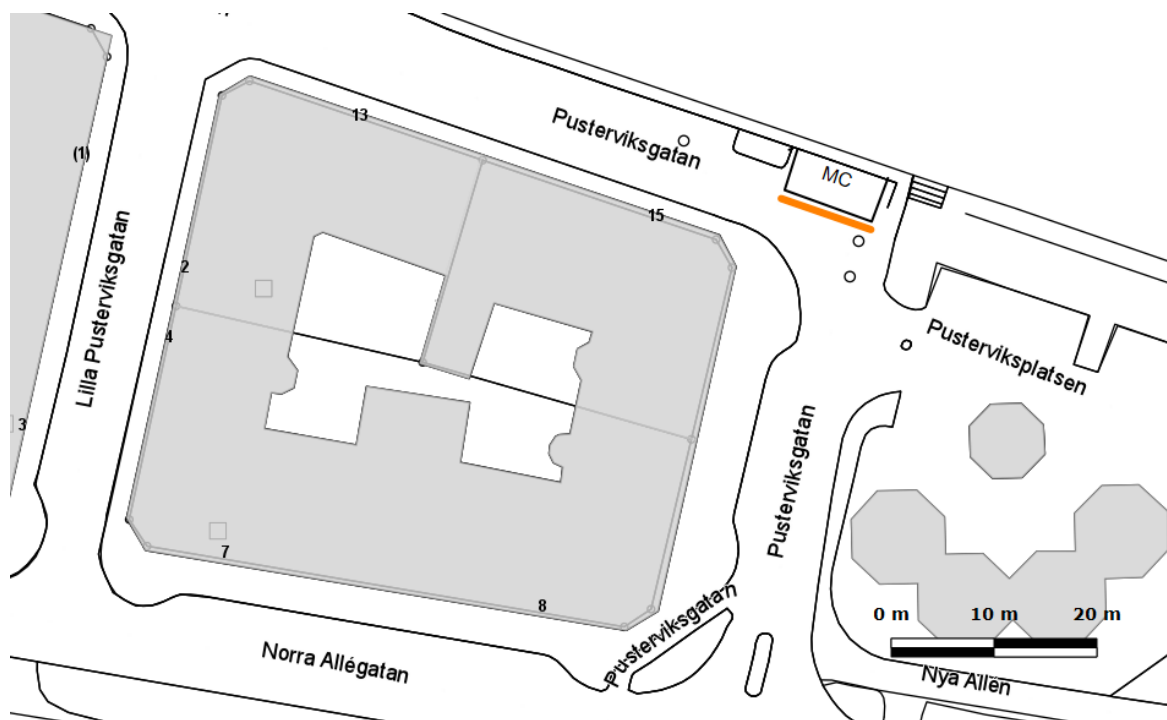 13
Pusterviksgatan
MC
(1)
15
Lilla Pusterviksgatan
2
4
Pusterviksplatsen
3
Pusterviksgatan
7
8
Pusterviksgatan
0 m 10 m 20 m
Norra Allégatan
Nya Allén